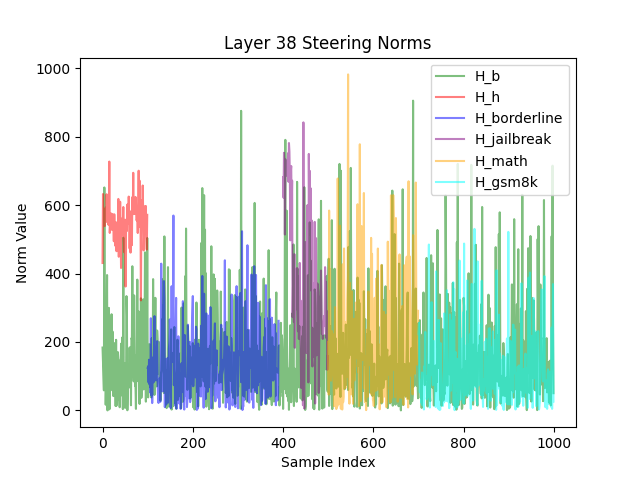 Layer 38 Steering Norms
Norm Value
1000
800
600
400
200
0
H_b
H_h
H_borderline
H_jailbreak
H_math
H_gsm8k
0 200 400 600 800 1000
Sample Index